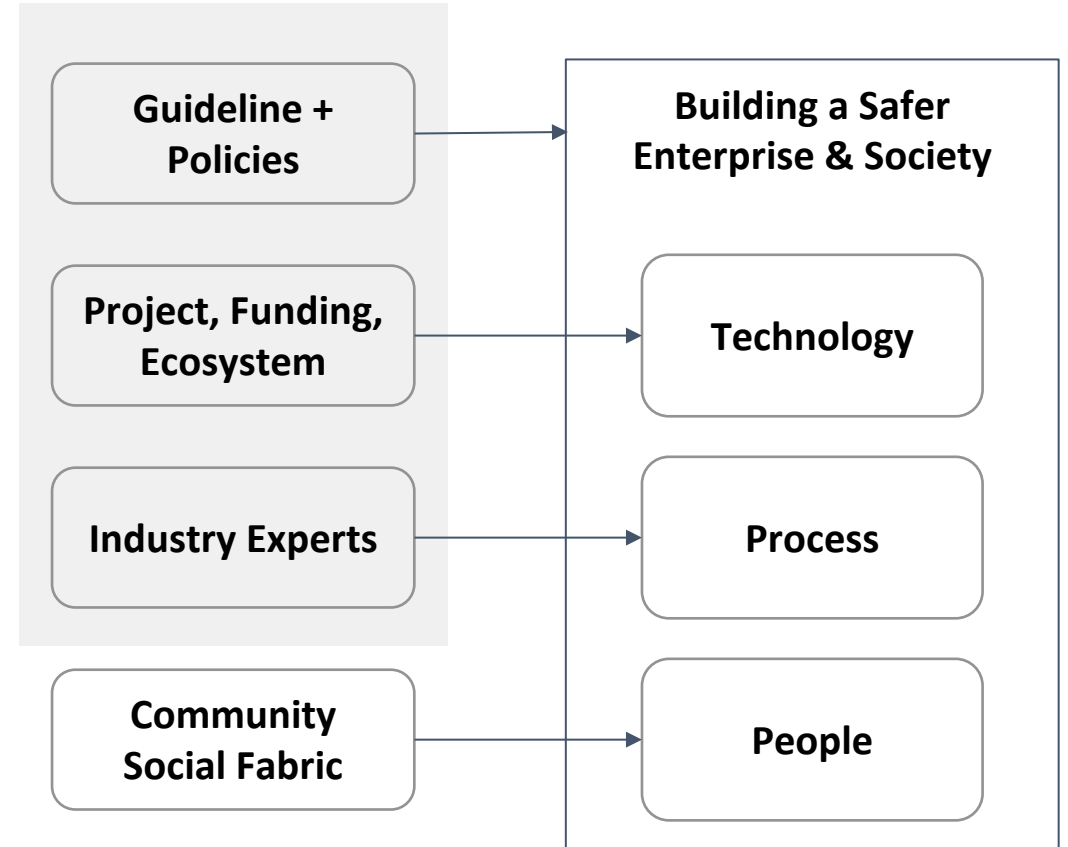 Guideline +
Policies
Building a Safer
Enterprise & Society
Project, Funding,
Ecosystem
Technology
Industry Experts
Process
Community
Social Fabric
People